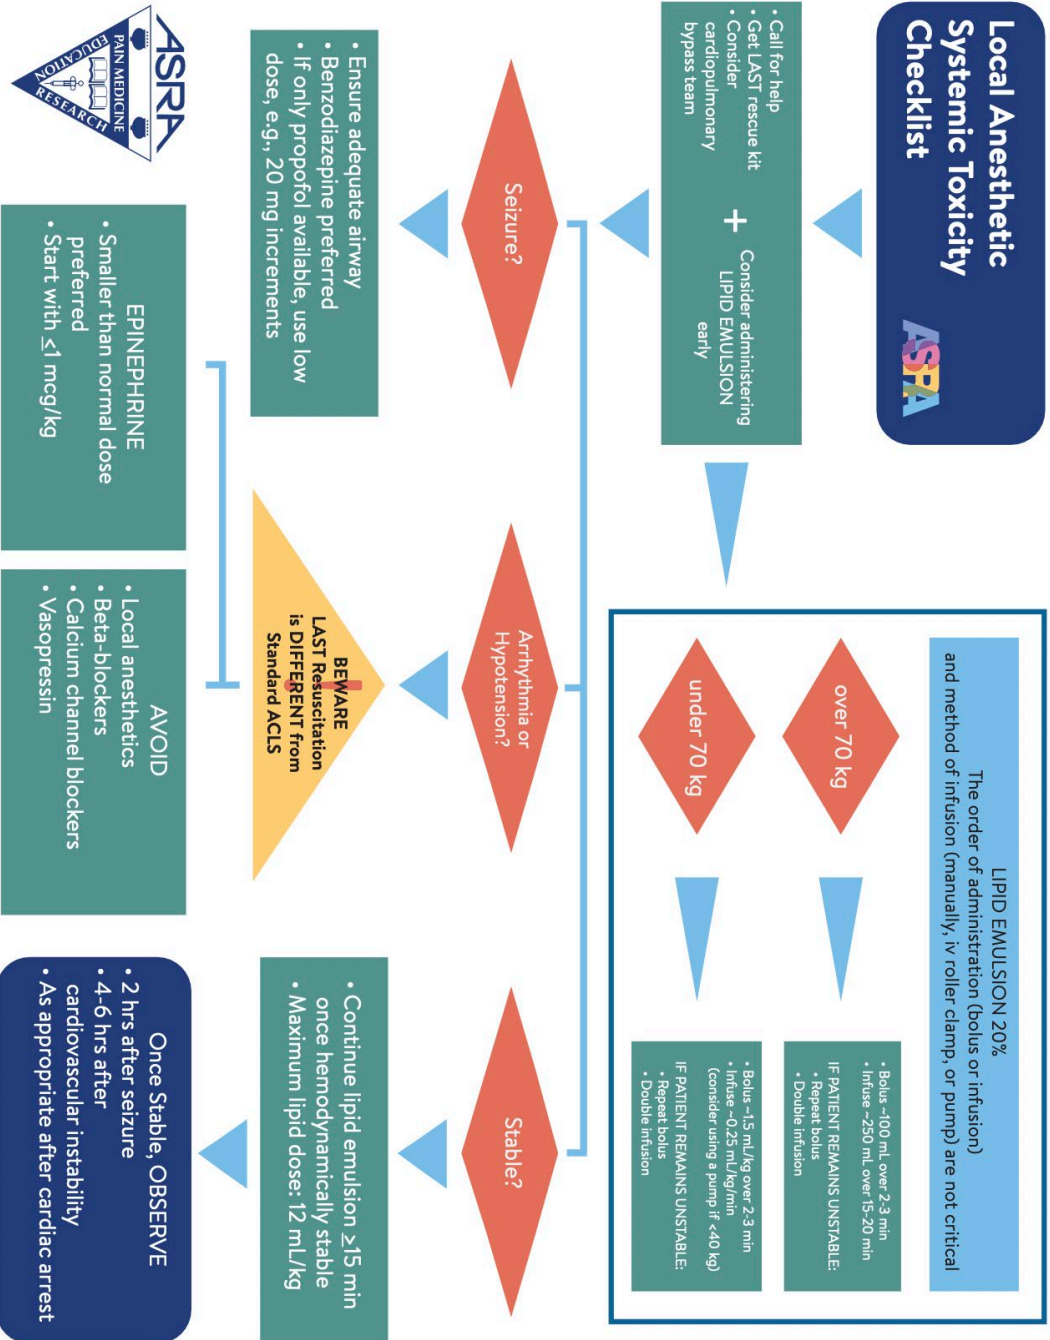 Local Anesthetic
Systemic Toxicity
Checklist
ASRA
• Call for help
• Get LAST rescue kit
• Consider
cardiopulmonary
bypass team
+
Consider administering
LIPID EMULSION
early
LIPID EMULSION 20%
The order of administration (bolus or infusion)
and method of infusion (manually, iv roller clamp, or pump) are not critical
over 70 kg
• Bolus ~100 mL over 2-3 min
• Infuse ~250 mL over 15-20 min
IF PATIENT REMAINS UNSTABLE:
• Repeat bolus
• Double infusion
under 70 kg
• Bolus ~1.5 mL/kg over 2-3 min
• Infuse ~0.25 mL/kg/min
(consider using a pump if <40 kg)
IF PATIENT REMAINS UNSTABLE:
• Repeat bolus
• Double infusion
Seizure?
• Ensure adequate airway
• Benzodiazepine preferred
• If only propofol available, use low
dose, e.g., 20 mg increments
Arrhythmia or
Hypotension?
BEWARE
LAST Resuscitation
is DIFFERENT from
Standard ACLS
EPINEPHRINE
• Smaller than normal dose
preferred
• Start with ≤1 mcg/kg
AVOID
• Local anesthetics
• Beta-blockers
• Calcium channel blockers
• Vasopressin
Stable?
• Continue lipid emulsion ≥15 min
once hemodynamically stable
• Maximum lipid dose: 12 mL/kg
Once Stable, OBSERVE
• 2 hrs after seizure
• 4-6 hrs after
cardiovascular instability
• As appropriate after cardiac arrest
ASRA
PAIN MEDICINE
EDUCATION
RESEARCH